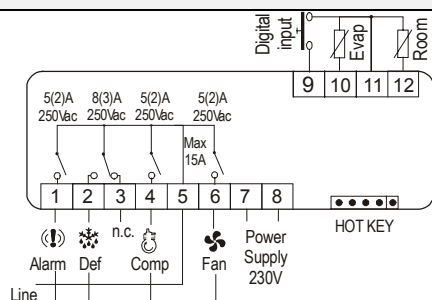 Digital
input
Evap
Room
9 10 11 12
5(2)A 8(3)A 5(2)A 5(2)A
250Vac 250Vac 250Vac 250Vac
Max
15A
1 2 3 4 5 6 7 8
HOT KEY
n.c.
Alarm Def Comp Fan
Power
Supply
230V
Line